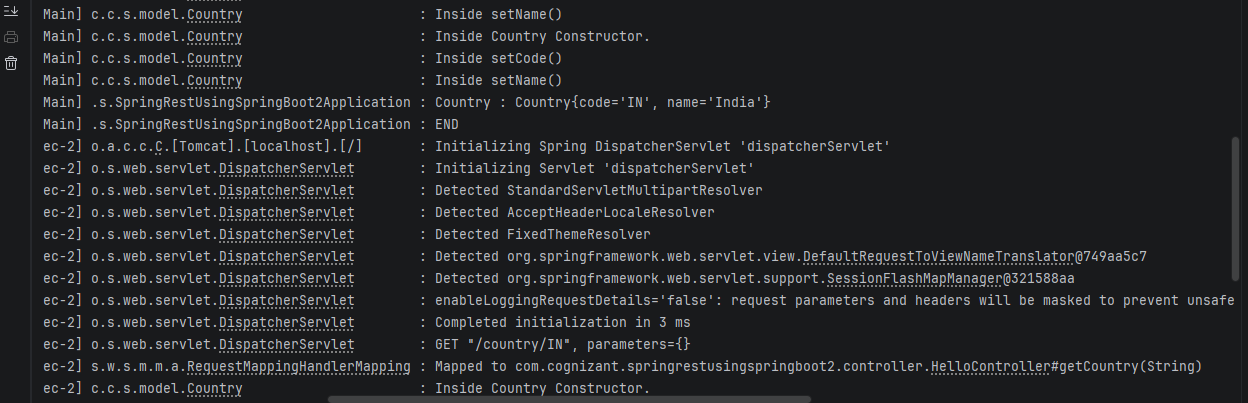 Main] c.c.s.model.Country : Inside setName()
Main] c.c.s.model.Country : Inside Country Constructor.
Main] c.c.s.model.Country : Inside setCode()
Main] c.c.s.model.Country : Inside setName()
Main] .s.SpringRestUsingSpringBoot2Application : Country : Country{code='IN', name='India'}
Main] .s.SpringRestUsingSpringBoot2Application : END
ec-2] o.a.c.c.C.[Tomcat].[localhost].[/] : Initializing Spring DispatcherServlet 'dispatcherServlet'
ec-2] o.s.web.servlet.DispatcherServlet : Initializing Servlet 'dispatcherServlet'
ec-2] o.s.web.servlet.DispatcherServlet : Detected StandardServletMultipartResolver
ec-2] o.s.web.servlet.DispatcherServlet : Detected AcceptHeaderLocaleResolver
ec-2] o.s.web.servlet.DispatcherServlet : Detected FixedThemeResolver
ec-2] o.s.web.servlet.DispatcherServlet : Detected org.springframework.web.servlet.view.DefaultRequestToViewNameTranslator@749aa5c7
ec-2] o.s.web.servlet.DispatcherServlet : Detected org.springframework.web.servlet.support.SessionFlashMapManager@321588aa
ec-2] o.s.web.servlet.DispatcherServlet : enableLoggingRequestDetails='false': request parameters and headers will be masked to prevent unsafe
ec-2] o.s.web.servlet.DispatcherServlet : Completed initialization in 3 ms
ec-2] o.s.web.servlet.DispatcherServlet : GET "/country/IN", parameters={}
ec-2] s.w.s.m.m.a.RequestMappingHandlerMapping : Mapped to com.cognizant.springrestusingspringboot2.controller.HelloController#getCountry(String)
ec-2] c.c.s.model.Country : Inside Country Constructor.